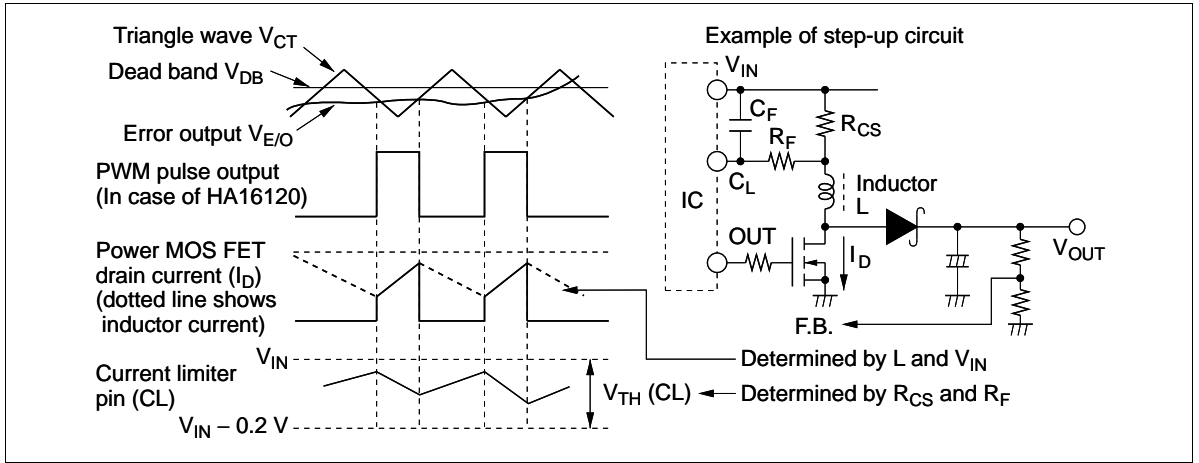 Triangle wave VCT
Dead band VDB
Error output VE/O
PWM pulse output
(In case of HA16120)
Power MOS FET
drain current (ID)
(dotted line shows
inductor current)
VIN
Current limiter
pin (CL)
VIN – 0.2 V
VTH (CL)
Determined by L and VIN
Determined by RCS and RF
Example of step-up circuit
VIN
CF
RCS
RF
CL
IC
Inductor
L
OUT
ID
VOUT
F.B.